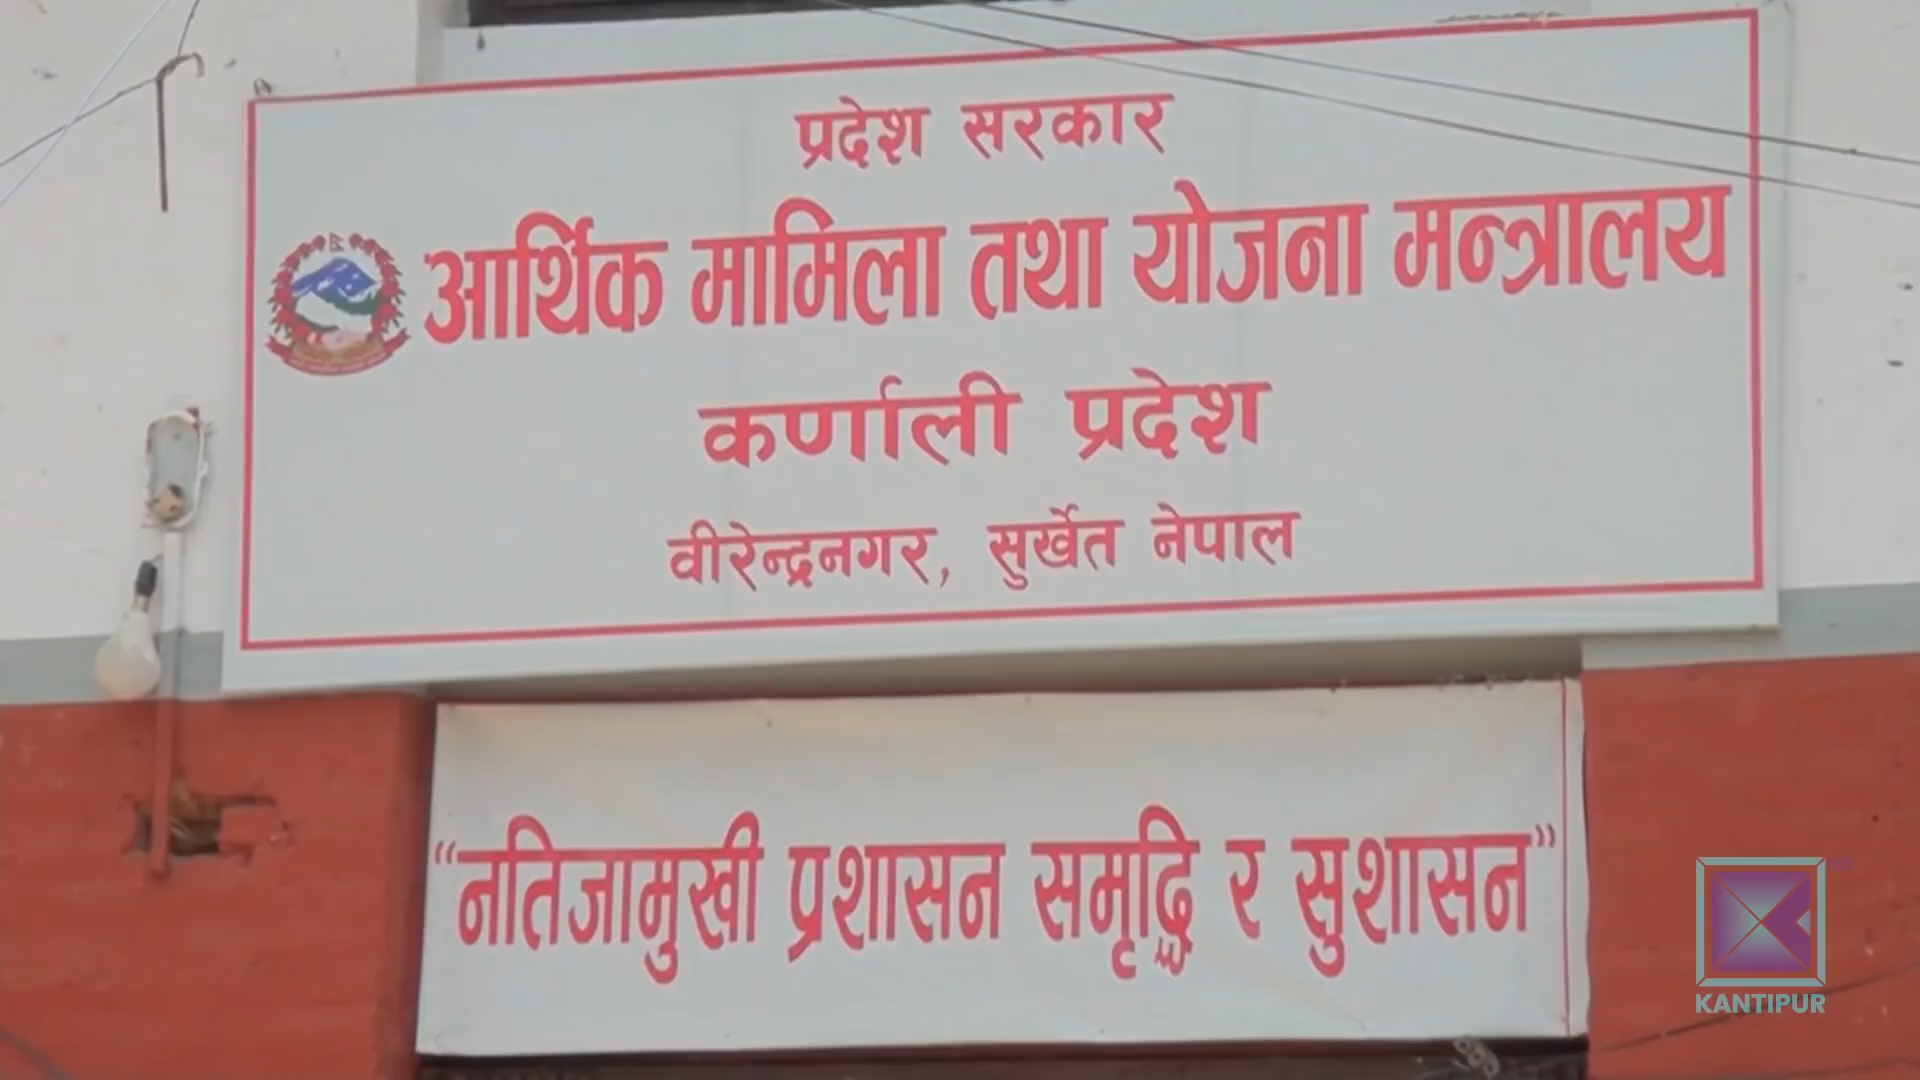 प्रदेश सरकार
आर्थिक मामिला तथा योजना मन्त्रालय
कर्णाली प्रदेश
वीरेन्द्रनगर, सुर्खेत नेपाल
“नतिजामुखी प्रशासन समृद्धि र सुशासन”
KANTIPUR